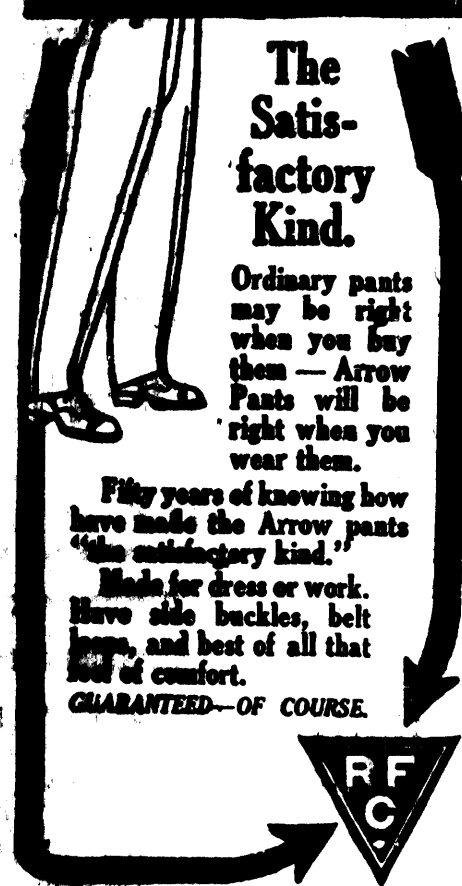 The
Satis-
factory
Kind.
Ordinary pants
may be right
when you buy
them — Arrow
Pants will be
right when you
wear them.
Fifty years of knowing how
have made the Arrow pants
"the satisfactory kind."
Made for dress or work.
Have side buckles, belt
loops, and best of all that
feel of comfort.
GUARANTEED—OF COURSE.
R F
C